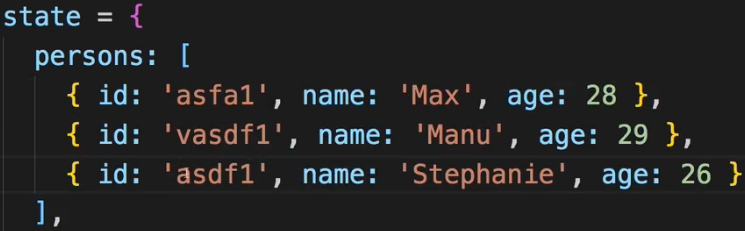 state = {
persons: [
{ id: 'asfa1', name: 'Max', age: 28 },
{ id: 'vasdf1', name: 'Manu', age: 29 },
{ id: 'asdf1', name: 'Stephanie', age: 26 }
],